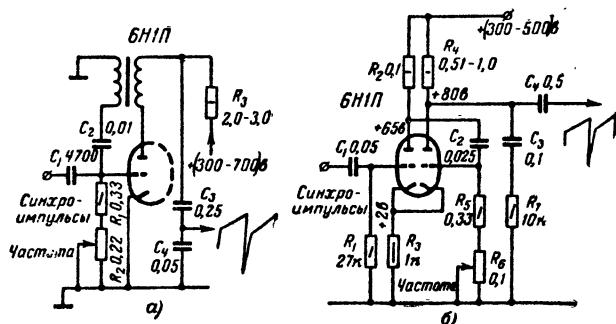 6Н1П
C₂
0,01
C₁ 4700
Синхро-
импульсы
R₁ 0,33
Частота
R₂ 0,22
R₃
2,0-3,0
+(300-700)в
C₃
0,25
C₄
0,05
а)
+(300-500)в
R₂ 0,1
R₄
0,51-1,0
+80в
C₄ 0,5
6Н1П
+65в
C₁ 0,05
C₂
0,025
C₃
0,1
Синхро-
импульсы
+2в
R₅
0,33
R₇
10к
R₁
27к
R₃
1к
Частота
R₆
0,1
б)